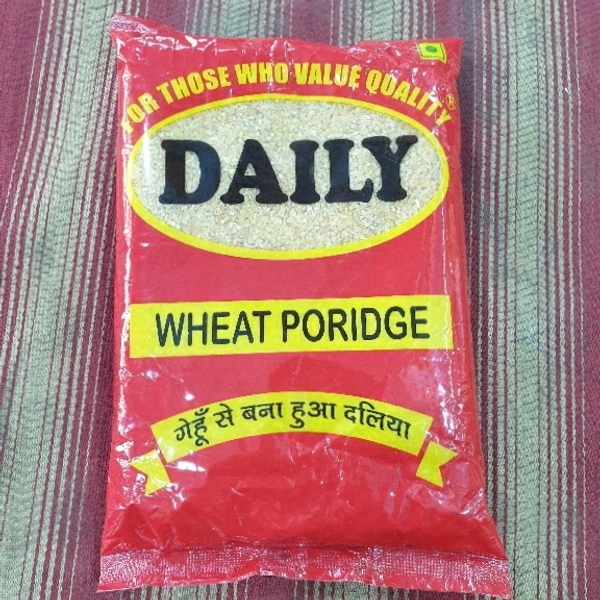 FOR THOSE WHO VALUE QUALITY®
DAILY
WHEAT PORIDGE
गेहूँ से बना हुआ दलिया